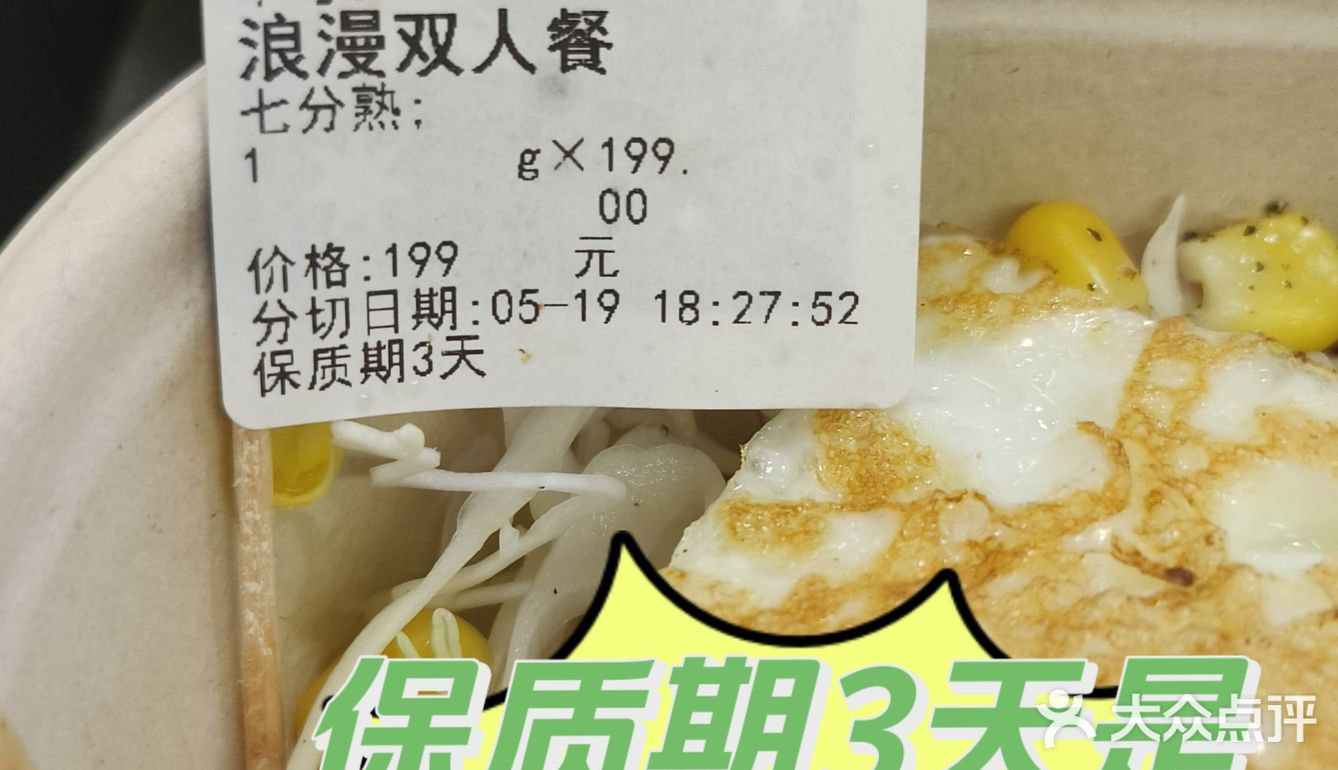 浪漫双人餐
七分熟;
1 g×199.
00
价格:199 元
分切日期:05-19 18:27:52
保质期3天
保质期3天是
大众点评